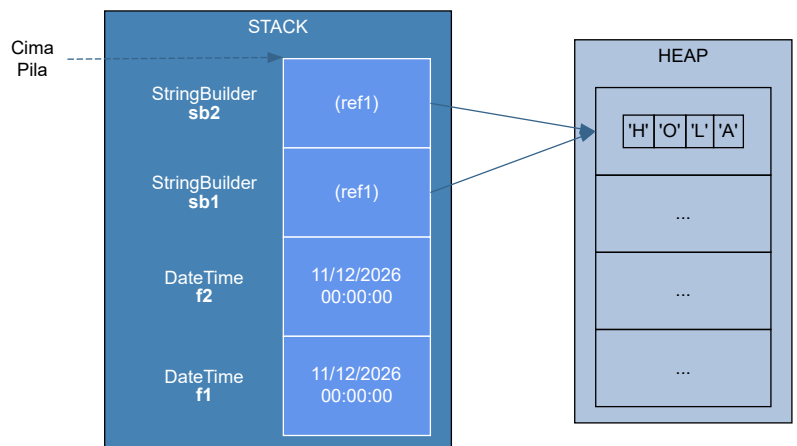 STACK
Cima
Pila
StringBuilder
sb2
(ref1)
StringBuilder
sb1
(ref1)
DateTime
f2
11/12/2026
00:00:00
DateTime
f1
11/12/2026
00:00:00
HEAP
'H' 'O' 'L' 'A'
...
...
...